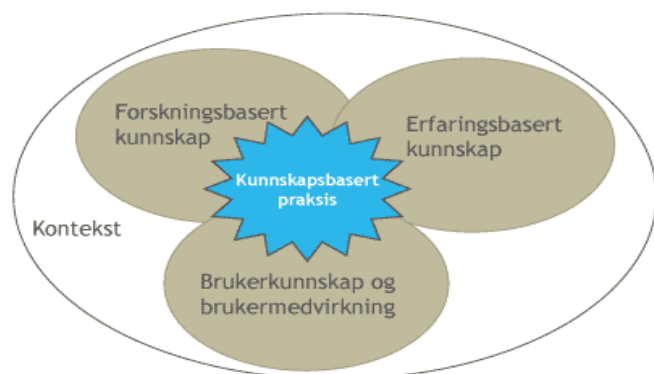 Forskningsbasert
kunnskap
Erfaringsbasert
kunnskap
Kunnskapsbasert
praksis
Kontekst
Brukerkunnskap og
brukermedvirkning